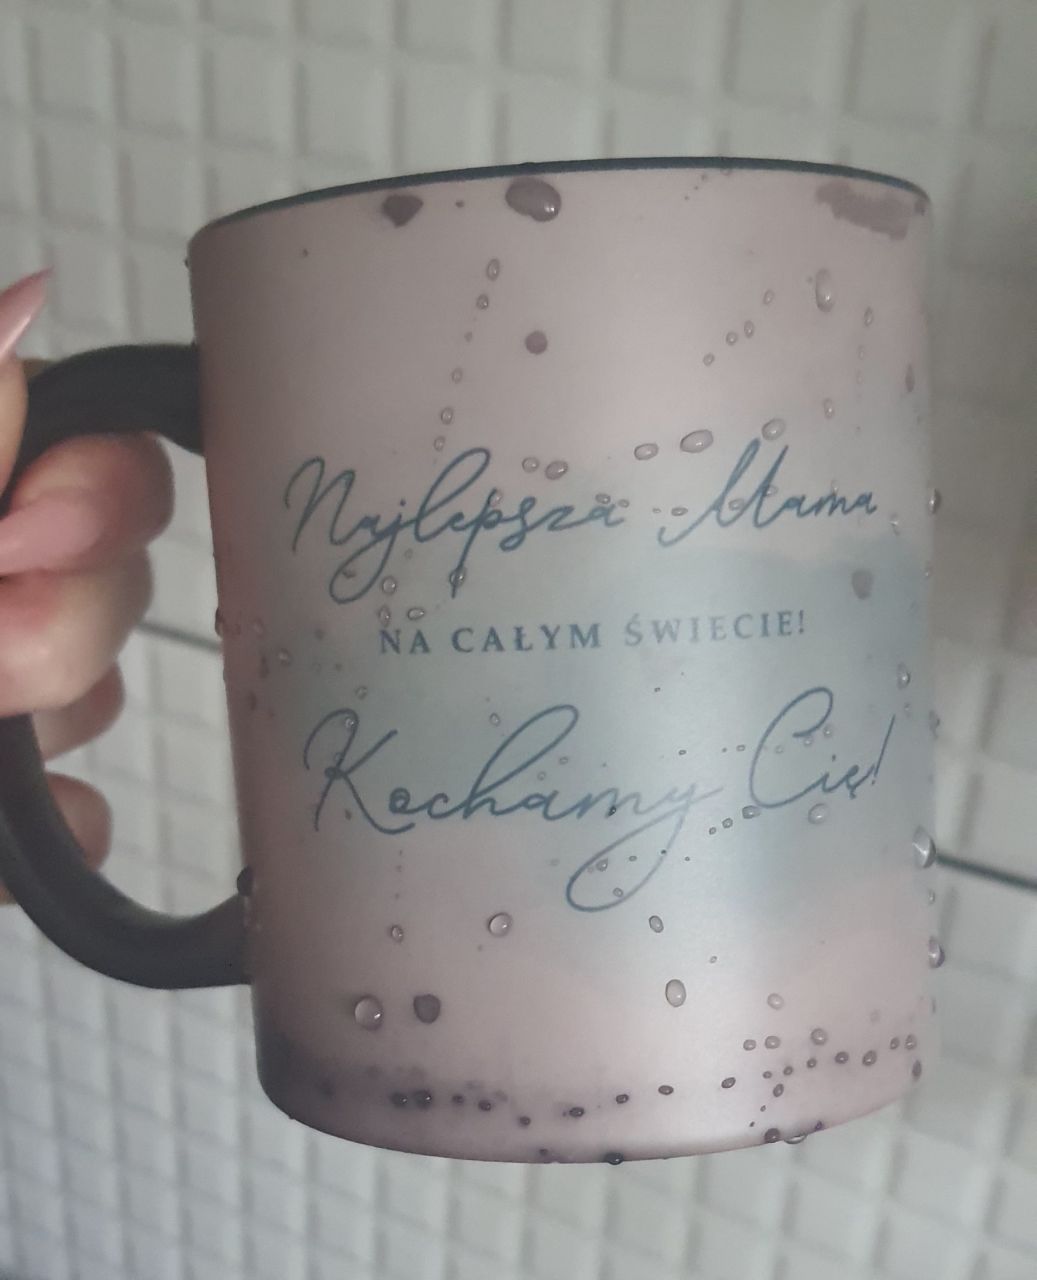 Najlepsza Mama
NA CAŁYM ŚWIECIE!
Kochamy Cię!